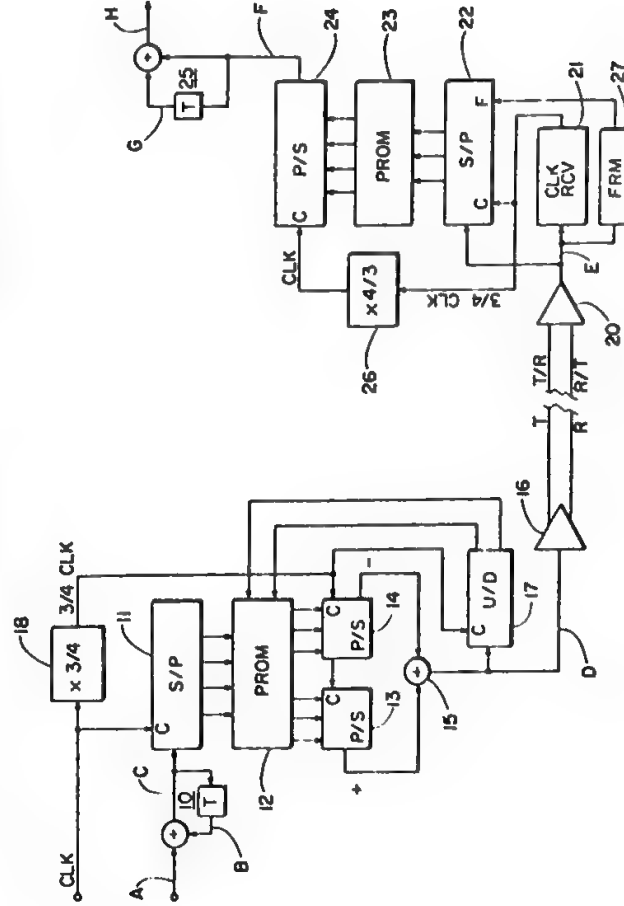 CLK
18
x 3/4
3/4 CLK
A
B
10
T
C
11
C
S/P
12
PROM
C
P/S
13
C
P/S
14
+
-
+
15
C
U/D
17
D
16
T
R
T/R
R/T
20
E
CLK
RCV
21
FRM
27
S/P
C
F
22
PROM
23
P/S
C
24
CLK
x 4/3
26
3/4 CLK
F
T
25
G
+
H